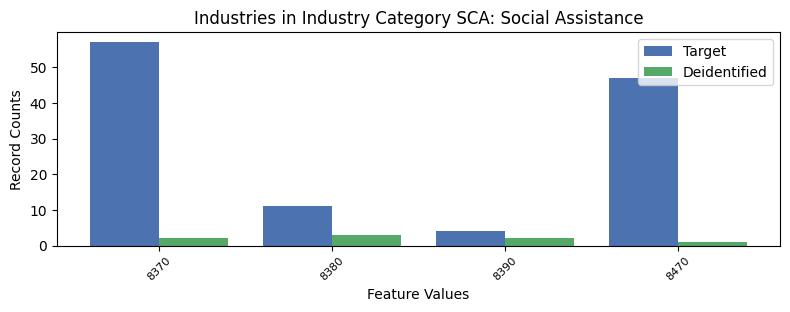 Industries in Industry Category SCA: Social Assistance
Target
Deidentified
Record Counts
50
40
30
20
10
0
8370
8380
8390
8470
Feature Values